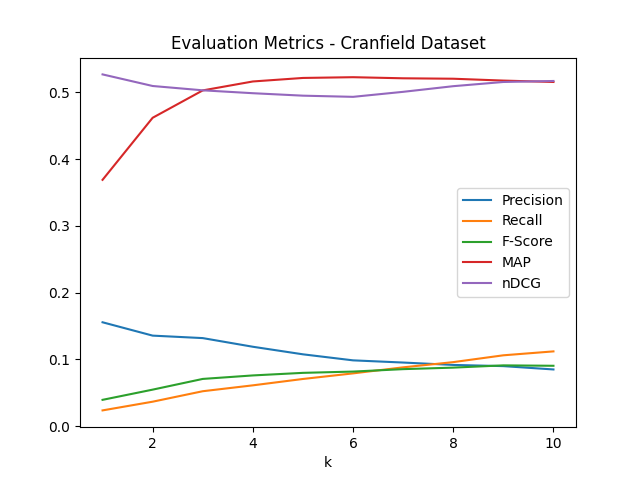 Evaluation Metrics - Cranfield Dataset
0.5
0.4
0.3
0.2
0.1
0.0
Precision
Recall
F-Score
MAP
nDCG
2 4 6 8 10
k